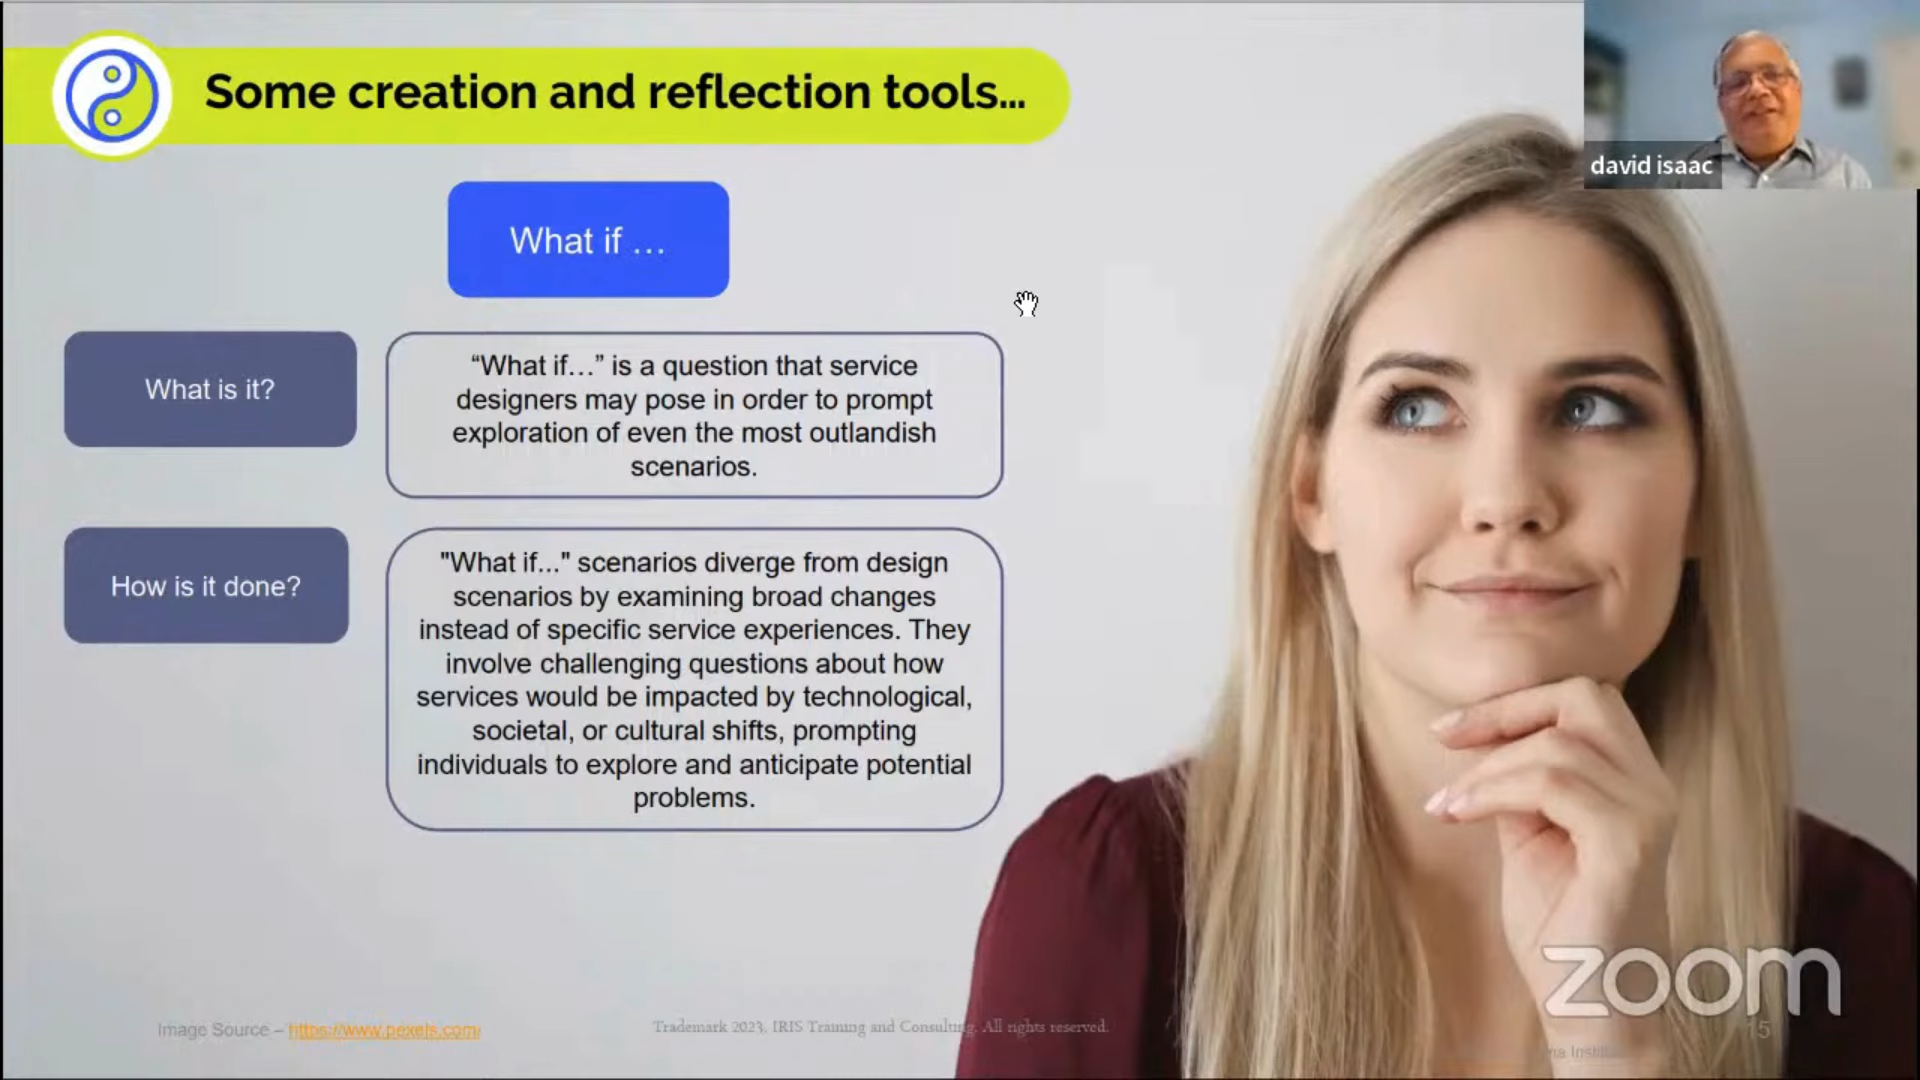 Some creation and reflection tools...
david isaac
What if ...
What is it?
“What if...” is a question that service
designers may pose in order to prompt
exploration of even the most outlandish
scenarios.
How is it done?
"What if..." scenarios diverge from design
scenarios by examining broad changes
instead of specific service experiences. They
involve challenging questions about how
services would be impacted by technological,
societal, or cultural shifts, prompting
individuals to explore and anticipate potential
problems.
zoom
Image Source – https://www.pexels.com/
Trademark 2023. IRIS Training and Consulting. All rights reserved.
15